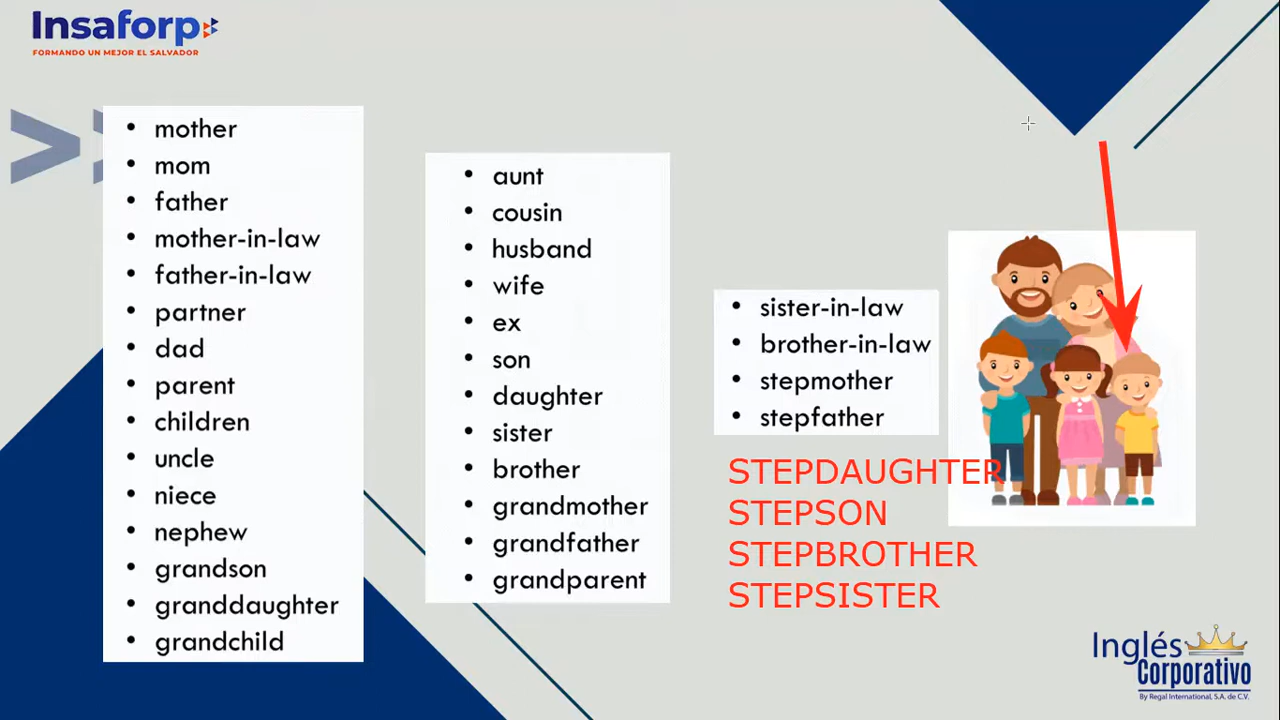 Insaforp
FORMANDO UN MEJOR EL SALVADOR
• mother
• mom
• father
• mother-in-law
• father-in-law
• partner
• dad
• parent
• children
• uncle
• niece
• nephew
• grandson
• granddaughter
• grandchild
• aunt
• cousin
• husband
• wife
• ex
• son
• daughter
• sister
• brother
• grandmother
• grandfather
• grandparent
• sister-in-law
• brother-in-law
• stepmother
• stepfather
STEPDAUGHTER
STEPSON
STEPBROTHER
STEPSISTER
Inglés
Corporativo
By Regal International, S.A. de C.V.